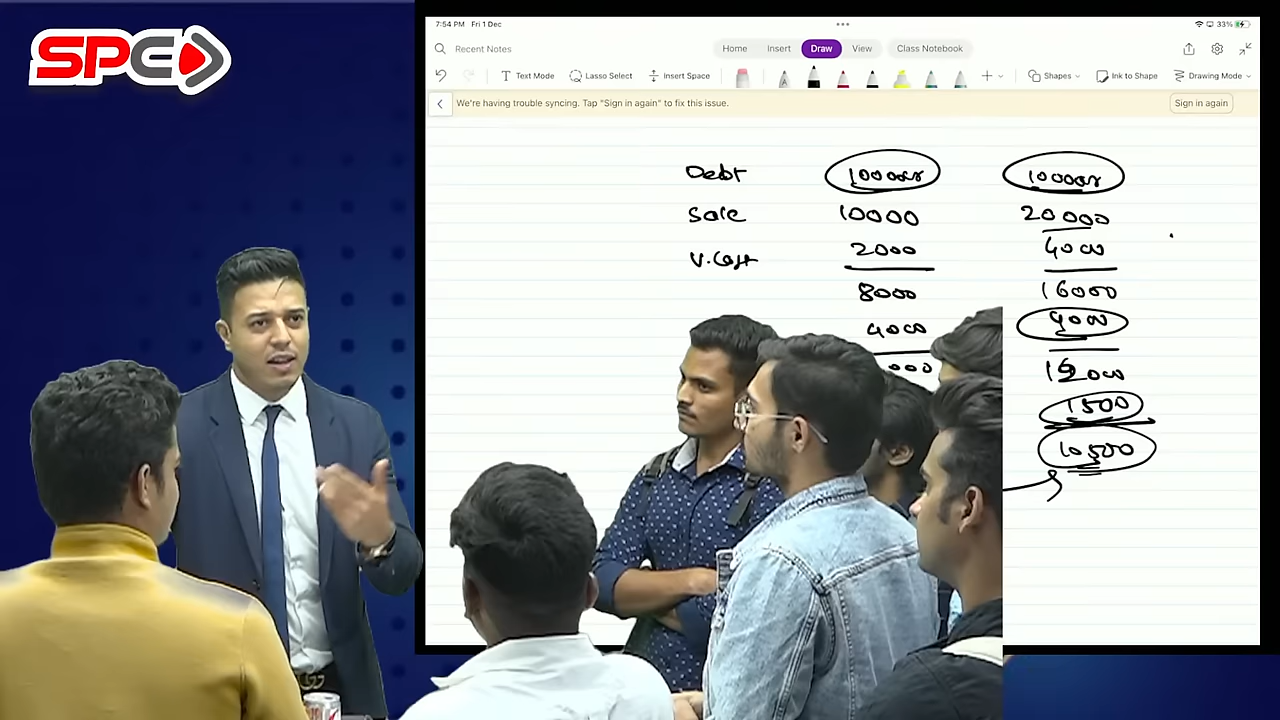 SPC
7:54 PM Fri 1 Dec
33%
Recent Notes
Home Insert Draw View Class Notebook
Text Mode Lasso Select Insert Space Shapes Ink to Shape Drawing Mode
We're having trouble syncing. Tap "Sign in again" to fix this issue. Sign in again
Debt 100000 100000
Sale 10000 20000
V.Cost 2000 4000
8000 16000
4000 4000
000 12000
1500
10500